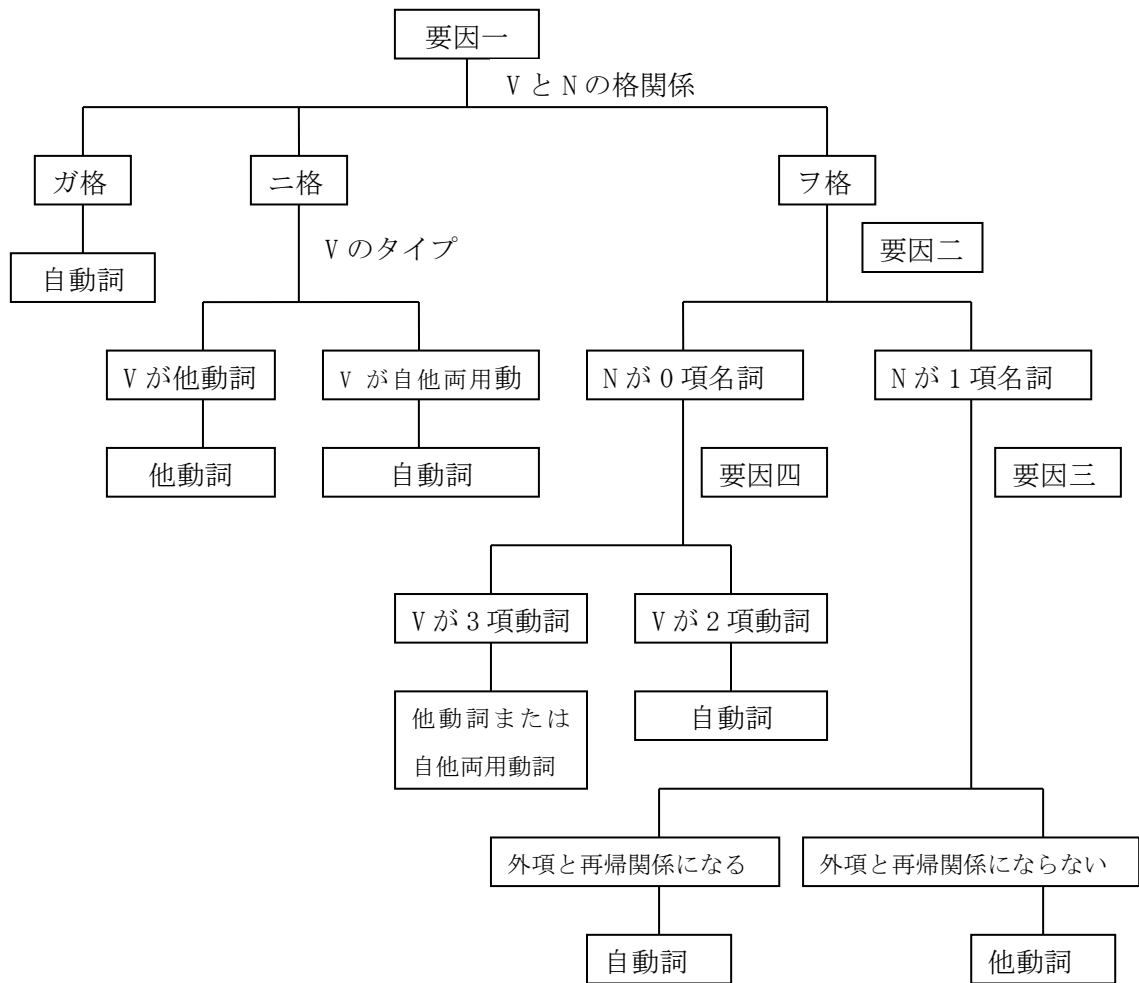 要因一
VとNの格関係
ガ格
ニ格
ヲ格
自動詞
Vのタイプ
要因二
Vが他動詞
V が自他両用動
Nが0項名詞
Nが1項名詞
他動詞
自動詞
要因四
要因三
Vが3項動詞
Vが2項動詞
他動詞または
自他両用動詞
自動詞
外項と再帰関係になる
外項と再帰関係にならない
自動詞
他動詞